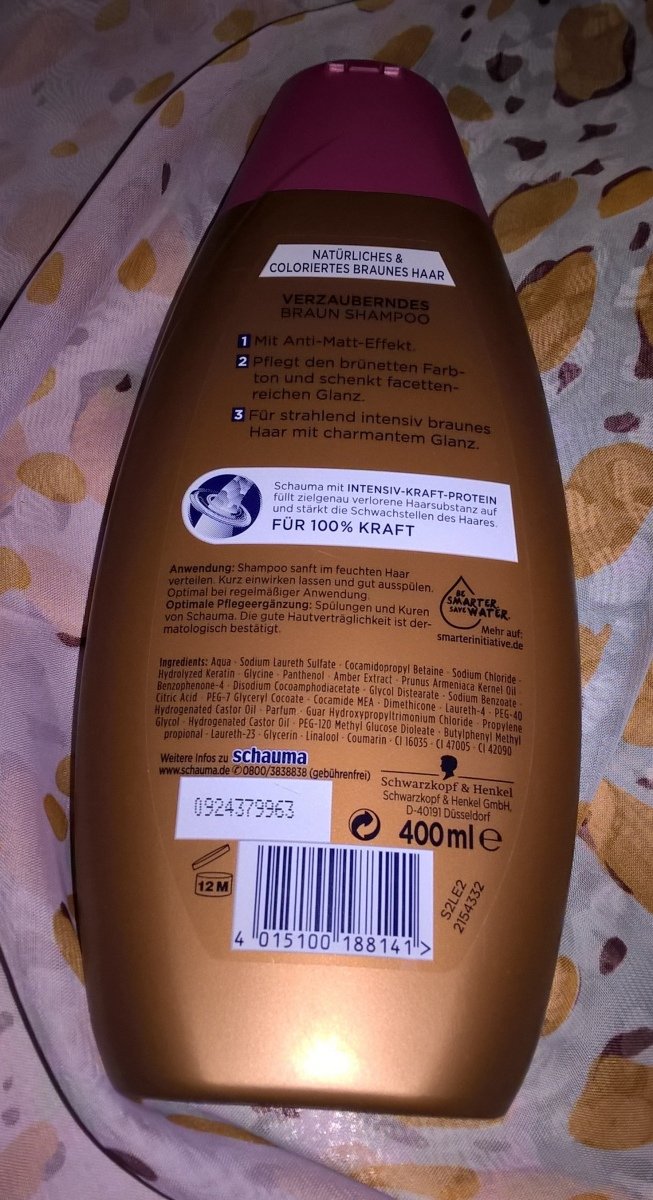 NATÜRLICHES &
COLORIERTES BRAUNES HAAR
VERZAUBERNDES
BRAUN SHAMPOO
1 Mit Anti-Matt-Effekt.
2 Pflegt den brünetten Farb-
ton und schenkt facetten-
reichen Glanz.
3 Für strahlend intensiv braunes
Haar mit charmantem Glanz.
Schauma mit INTENSIV-KRAFT-PROTEIN
füllt zielgenau verlorene Haarsubstanz auf
und stärkt die Schwachstellen des Haares.
FÜR 100% KRAFT
Anwendung: Shampoo sanft im feuchten Haar
verteilen. Kurz einwirken lassen und gut ausspülen.
Optimal bei regelmäßiger Anwendung.
Optimale Pflegeergänzung: Spülungen und Kuren
von Schauma. Die gute Hautverträglichkeit ist der-
matologisch bestätigt.
BE
SMARTER.
SAVE WATER.
Mehr auf:
smarterinitiative.de
Ingredients: Aqua · Sodium Laureth Sulfate · Cocamidopropyl Betaine · Sodium Chloride ·
Hydrolyzed Keratin · Glycine · Panthenol · Amber Extract · Prunus Armeniaca Kernel Oil
Benzophenone-4 · Disodium Cocoamphodiacetate · Glycol Distearate · Sodium Benzoate ·
Citric Acid · PEG-7 Glyceryl Cocoate · Cocamide MEA · Dimethicone · Laureth-4 · PEG-40
Hydrogenated Castor Oil · Parfum · Guar Hydroxypropyltrimonium Chloride · Propylene
Glycol · Hydrogenated Castor Oil · PEG-120 Methyl Glucose Dioleate · Butylphenyl Methyl
propional · Laureth-23 · Glycerin · Linalool · Coumarin · CI 16035 · CI 47005 · CI 42090
Weitere Infos zu schauma
www.schauma.de ✆0800/3838838 (gebührenfrei)
Schwarzkopf & Henkel
Schwarzkopf & Henkel GmbH,
D-40191 Düsseldorf
0924379963
400 ml ℮
12 M
S2LE2
2154332
4 015100 188141 >